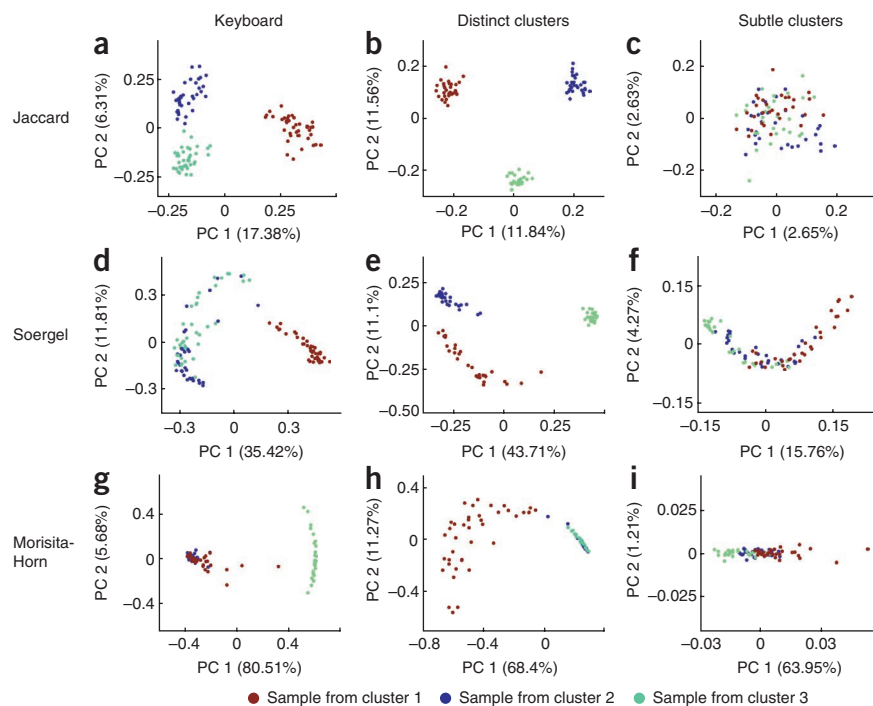 Keyboard Distinct clusters Subtle clusters
a b c
Jaccard
PC 2 (6.31%)
0.25
0
−0.25
−0.25 0 0.25
PC 1 (17.38%)
PC 2 (11.56%)
0.2
0
−0.2
−0.2 0 0.2
PC 1 (11.84%)
PC 2 (2.63%)
0.2
0
−0.2
−0.2 0 0.2
PC 1 (2.65%)
d e f
Soergel
PC 2 (11.81%)
0.3
0
−0.3
−0.3 0 0.3
PC 1 (35.42%)
PC 2 (11.1%)
0.25
0
−0.25
−0.50
−0.25 0 0.25
PC 1 (43.71%)
PC 2 (4.27%)
0.15
0
−0.15
−0.15 0 0.15
PC 1 (15.76%)
g h i
Morisita-
Horn
PC 2 (5.68%)
0.4
0
−0.4
−0.4 0 0.4
PC 1 (80.51%)
PC 2 (11.27%)
0.4
0
−0.4
−0.8 −0.4 0
PC 1 (68.4%)
PC 2 (1.21%)
0.025
0
−0.025
−0.03 0 0.03
PC 1 (63.95%)
Sample from cluster 1 Sample from cluster 2 Sample from cluster 3